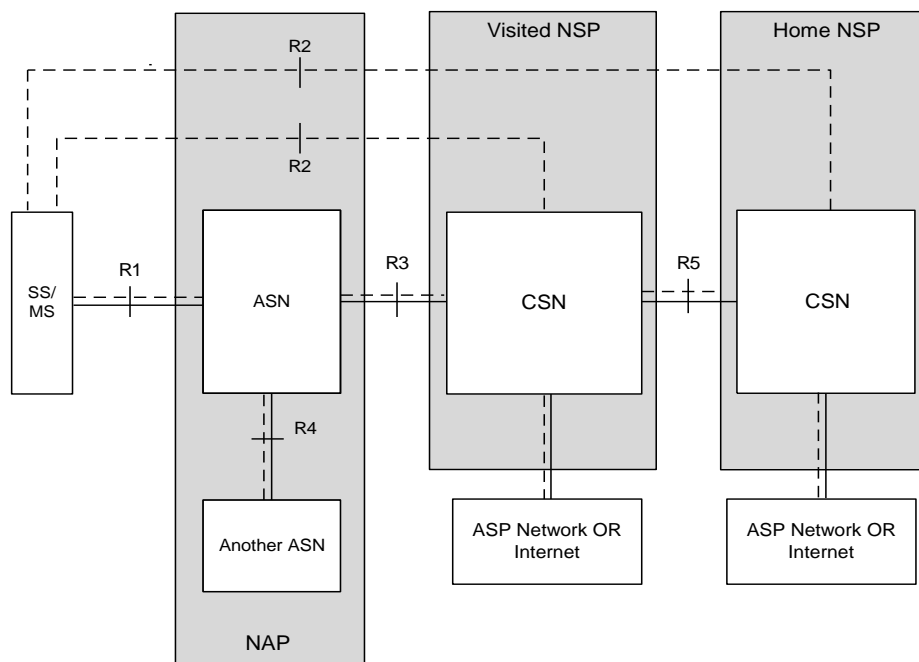 Visited NSP
Home NSP
R2
R2
R1
R3
R5
SS/
MS
ASN
CSN
CSN
R4
Another ASN
ASP Network OR
Internet
ASP Network OR
Internet
NAP